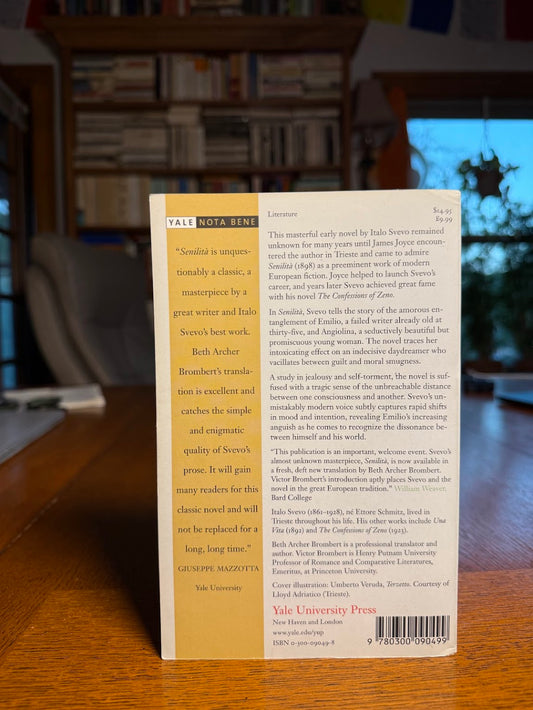 YALE NOTA BENE
"Senilità is unques-
tionably a classic, a
masterpiece by a
great writer and Italo
Svevo's best work.
Beth Archer
Brombert's transla-
tion is excellent and
catches the simple
and enigmatic
quality of Svevo's
prose. It will gain
many readers for this
classic novel and will
not be replaced for a
long, long time."
GIUSEPPE MAZZOTTA
Yale University
Literature
$14.95
£9.99
This masterful early novel by Italo Svevo remained
unknown for many years until James Joyce encoun-
tered the author in Trieste and came to admire
Senilità (1898) as a preeminent work of modern
European fiction. Joyce helped to launch Svevo's
career, and years later Svevo achieved great fame
with his novel The Confessions of Zeno.
In Senilità, Svevo tells the story of the amorous en-
tanglement of Emilio, a failed writer already old at
thirty-five, and Angiolina, a seductively beautiful but
promiscuous young woman. The novel traces her
intoxicating effect on an indecisive daydreamer who
vacillates between guilt and moral smugness.
A study in jealousy and self-torment, the novel is suf-
fused with a tragic sense of the unbreachable distance
between one consciousness and another. Svevo's un-
mistakably modern voice subtly captures rapid shifts
in mood and intention, revealing Emilio's increasing
anguish as he comes to recognize the dissonance be-
tween himself and his world.
"This publication is an important, welcome event. Svevo's
almost unknown masterpiece, Senilità, is now available in
a fresh, deft new translation by Beth Archer Brombert.
Victor Brombert's introduction aptly places Svevo and the
novel in the great European tradition." William Weaver,
Bard College
Italo Svevo (1861–1928), né Ettore Schmitz, lived in
Trieste throughout his life. His other works include Una
Vita (1892) and The Confessions of Zeno (1923).
Beth Archer Brombert is a professional translator and
author. Victor Brombert is Henry Putnam University
Professor of Romance and Comparative Literatures,
Emeritus, at Princeton University.
Cover illustration: Umberto Veruda, Terzetto. Courtesy of
Lloyd Adriatico (Trieste).
Yale University Press
New Haven and London
www.yale.edu/yup
ISBN 0-300-09049-8
9 780300 090499